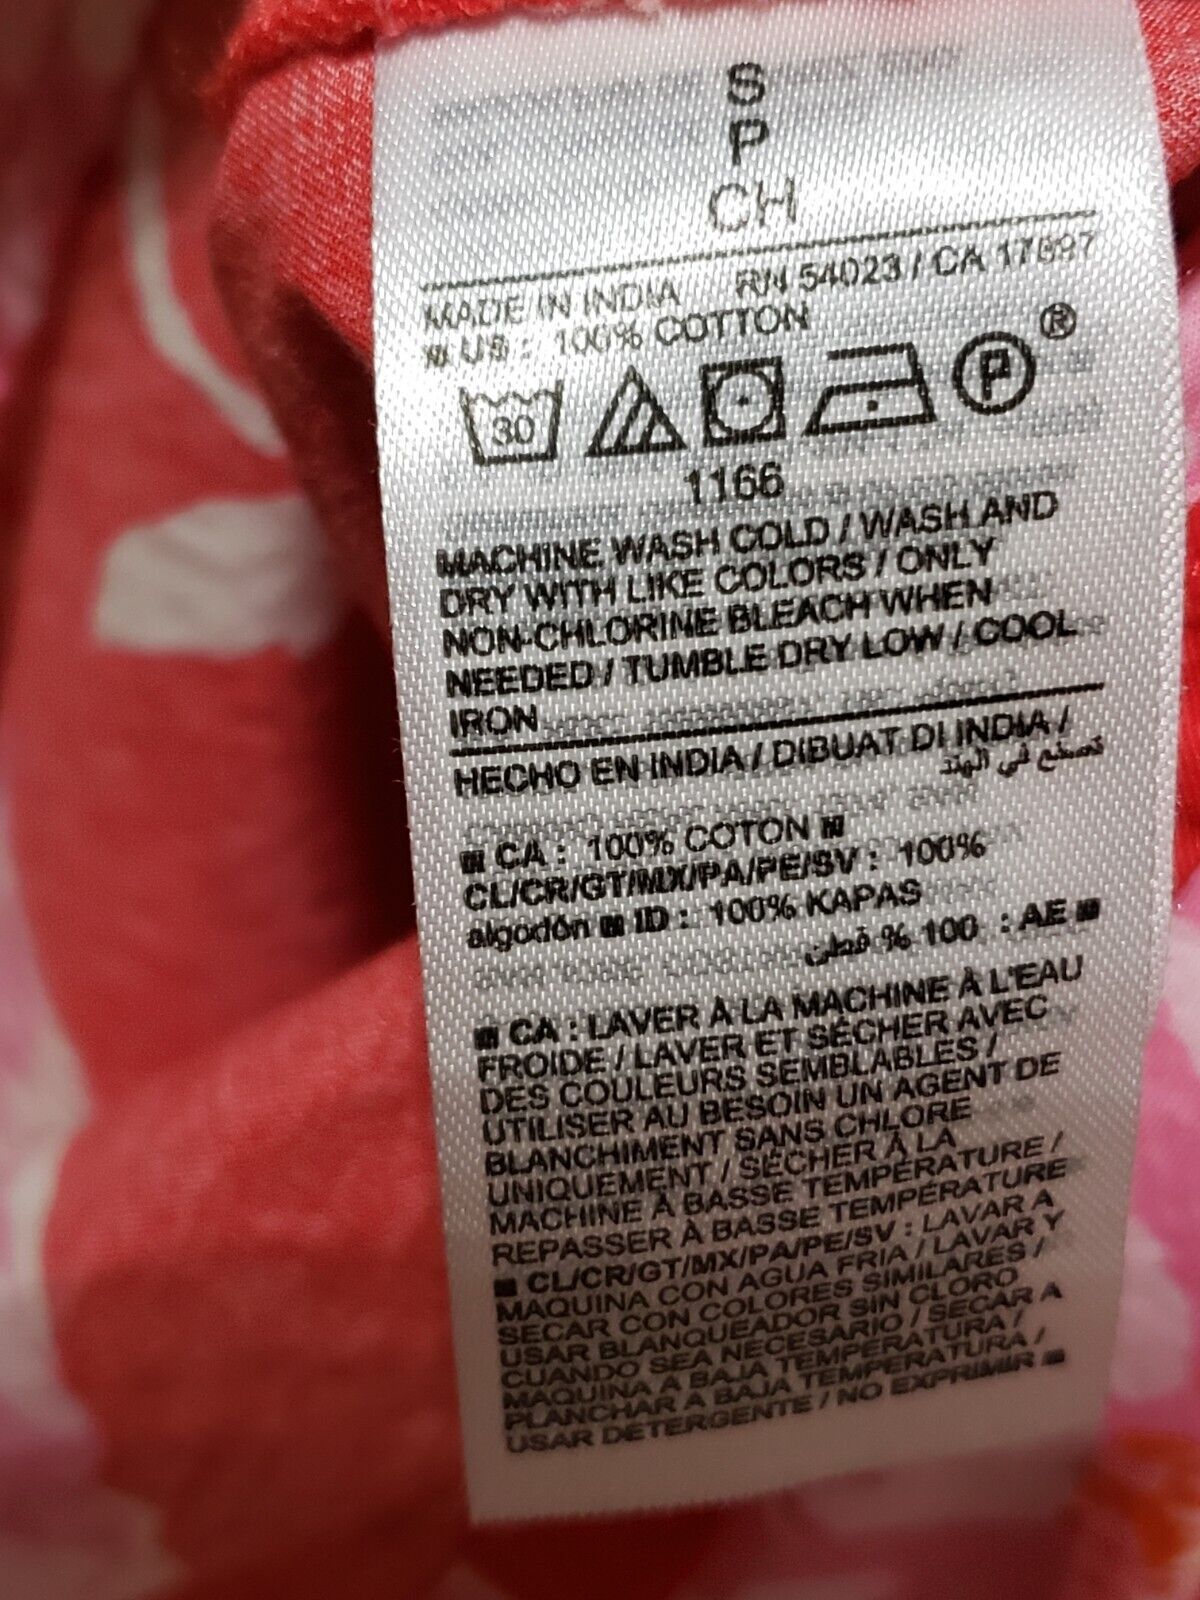 S
P
CH
MADE IN INDIA RN 54023 / CA 17897
■ US : 100% COTTON
30 P ®
1166
MACHINE WASH COLD / WASH AND
DRY WITH LIKE COLORS / ONLY
NON-CHLORINE BLEACH WHEN
NEEDED / TUMBLE DRY LOW / COOL
IRON
HECHO EN INDIA / DIBUAT DI INDIA /
تصنع في الهند
■ CA : 100% COTON ■
CL/CR/GT/MX/PA/PE/SV : 100%
algodón ■ ID : 100% KAPAS
■ AE : 100 % قطن
■ CA : LAVER À LA MACHINE À L'EAU
FROIDE / LAVER ET SÉCHER AVEC
DES COULEURS SEMBLABLES /
UTILISER AU BESOIN UN AGENT DE
BLANCHIMENT SANS CHLORE
UNIQUEMENT / SÉCHER À LA
MACHINE À BASSE TEMPÉRATURE /
REPASSER À BASSE TEMPÉRATURE
■ CL/CR/GT/MX/PA/PE/SV : LAVAR A
MAQUINA CON AGUA FRIA / LAVAR Y
SECAR CON COLORES SIMILARES /
USAR BLANQUEADOR SIN CLORO
CUANDO SEA NECESARIO / SECAR A
MAQUINA A BAJA TEMPERATURA /
PLANCHAR A BAJA TEMPERATURA /
USAR DETERGENTE / NO EXPRIMIR ■